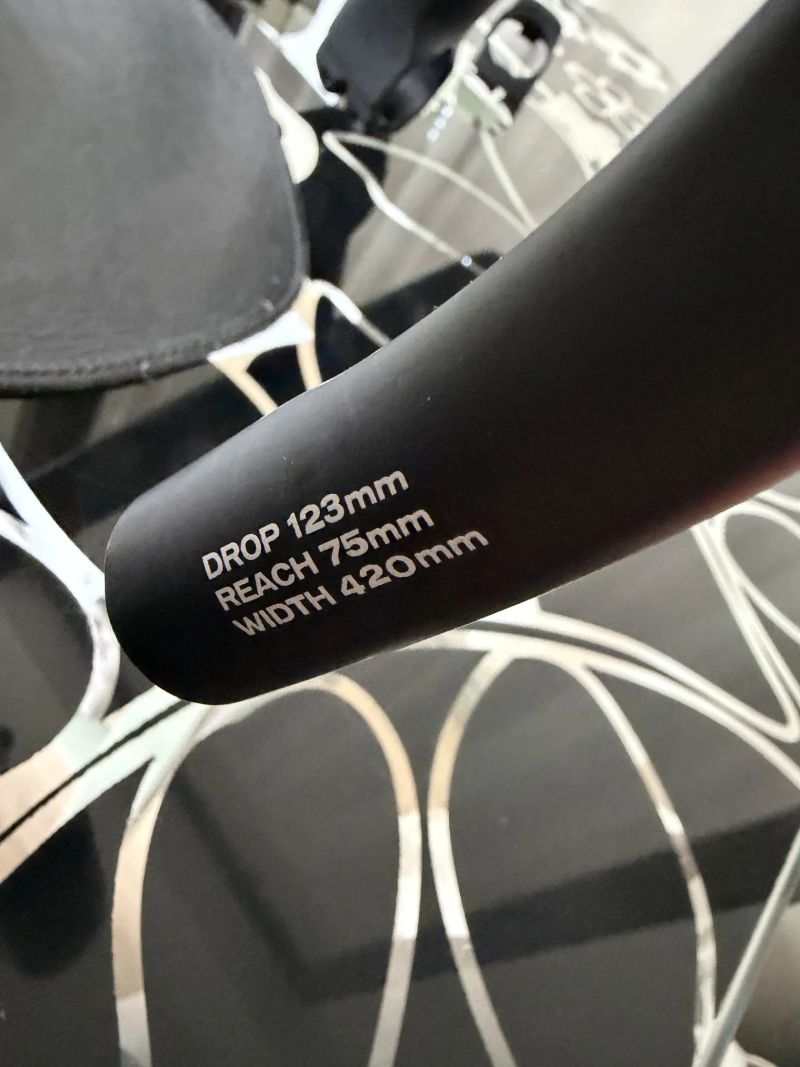 DROP 123mm
REACH 75mm
WIDTH 420mm